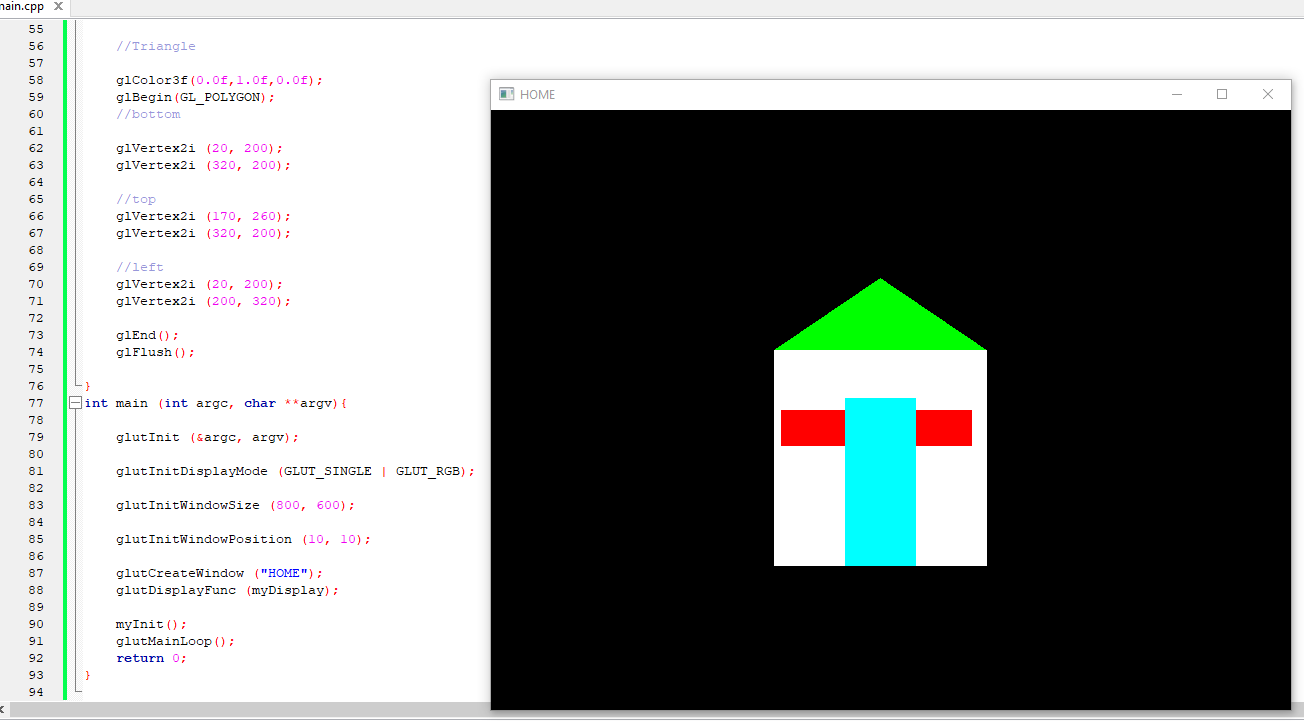 main.cpp X
55
56 //Triangle
57
58 glColor3f(0.0f,1.0f,0.0f);
59 glBegin(GL_POLYGON);
60 //bottom
61
62 glVertex2i (20, 200);
63 glVertex2i (320, 200);
64
65 //top
66 glVertex2i (170, 260);
67 glVertex2i (320, 200);
68
69 //left
70 glVertex2i (20, 200);
71 glVertex2i (200, 320);
72
73 glEnd();
74 glFlush();
75
76 }
77 int main (int argc, char **argv){
78
79 glutInit (&argc, argv);
80
81 glutInitDisplayMode (GLUT_SINGLE | GLUT_RGB);
82
83 glutInitWindowSize (800, 600);
84
85 glutInitWindowPosition (10, 10);
86
87 glutCreateWindow ("HOME");
88 glutDisplayFunc (myDisplay);
89
90 myInit();
91 glutMainLoop();
92 return 0;
93 }
94
HOME